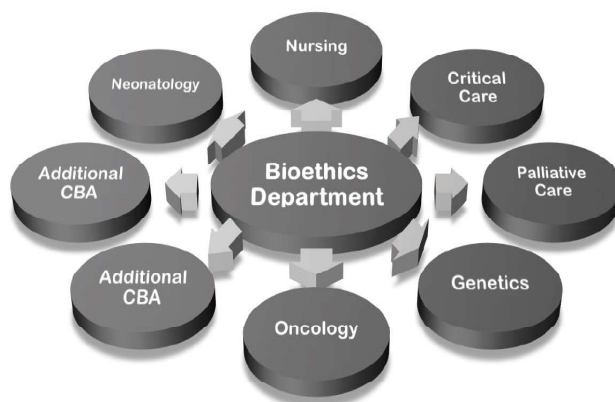 Nursing
Neonatology
Critical
Care
Additional
CBA
Bioethics
Department
Palliative
Care
Additional
CBA
Genetics
Oncology